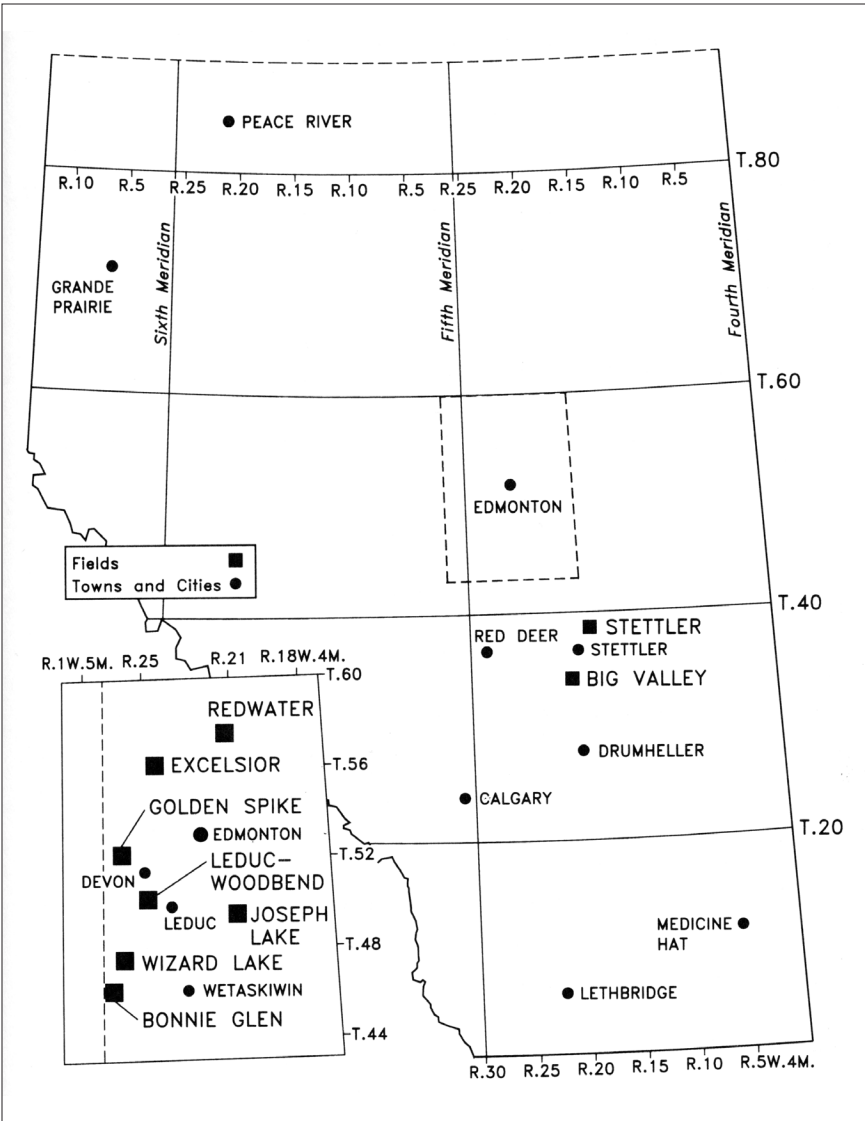 PEACE RIVER
T.80
R.10 R.5 R.25 R.20 R.15 R.10 R.5 R.25 R.20 R.15 R.10 R.5
Sixth Meridian
Fifth Meridian
Fourth Meridian
GRANDE
PRAIRIE
T.60
EDMONTON
Fields
Towns and Cities
T.40
RED DEER
STETTLER
STETTLER
BIG VALLEY
DRUMHELLER
CALGARY
T.20
MEDICINE
HAT
LETHBRIDGE
R.30 R.25 R.20 R.15 R.10 R.5W.4M.
R.1W.5M. R.25 R.21 R.18W.4M.
T.60
REDWATER
EXCELSIOR
T.56
GOLDEN SPIKE
EDMONTON
T.52
LEDUC-
WOODBEND
DEVON
LEDUC
JOSEPH
LAKE
T.48
WIZARD LAKE
WETASKIWIN
BONNIE GLEN
T.44